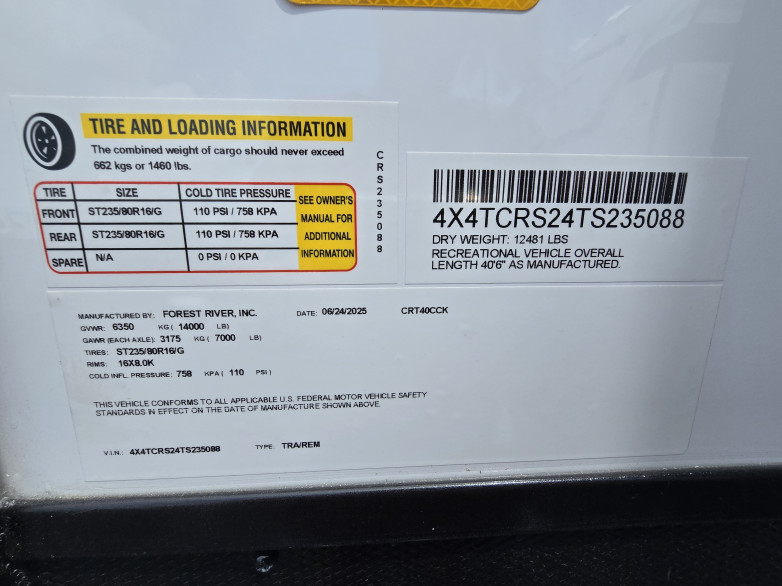 TIRE AND LOADING INFORMATION
The combined weight of cargo should never exceed
662 kgs or 1460 lbs.
TIRE SIZE COLD TIRE PRESSURE
FRONT ST235/80R16/G 110 PSI / 758 KPA
REAR ST235/80R16/G 110 PSI / 758 KPA
SPARE N/A 0 PSI / 0 KPA
SEE OWNER'S
MANUAL FOR
ADDITIONAL
INFORMATION
CRS235088
4X4TCRS24TS235088
DRY WEIGHT: 12481 LBS
RECREATIONAL VEHICLE OVERALL
LENGTH 40'6" AS MANUFACTURED.
MANUFACTURED BY: FOREST RIVER, INC. DATE: 06/24/2025 CRT40CCK
GVWR: 6350 KG ( 14000 LB)
GAWR (EACH AXLE): 3175 KG ( 7000 LB)
TIRES: ST235/80R16/G
RIMS: 16X8.0K
COLD INFL. PRESSURE: 758 KPA ( 110 PSI )
THIS VEHICLE CONFORMS TO ALL APPLICABLE U.S. FEDERAL MOTOR VEHICLE SAFETY
STANDARDS IN EFFECT ON THE DATE OF MANUFACTURE SHOWN ABOVE.
V.I.N.: 4X4TCRS24TS235088 TYPE: TRA/REM